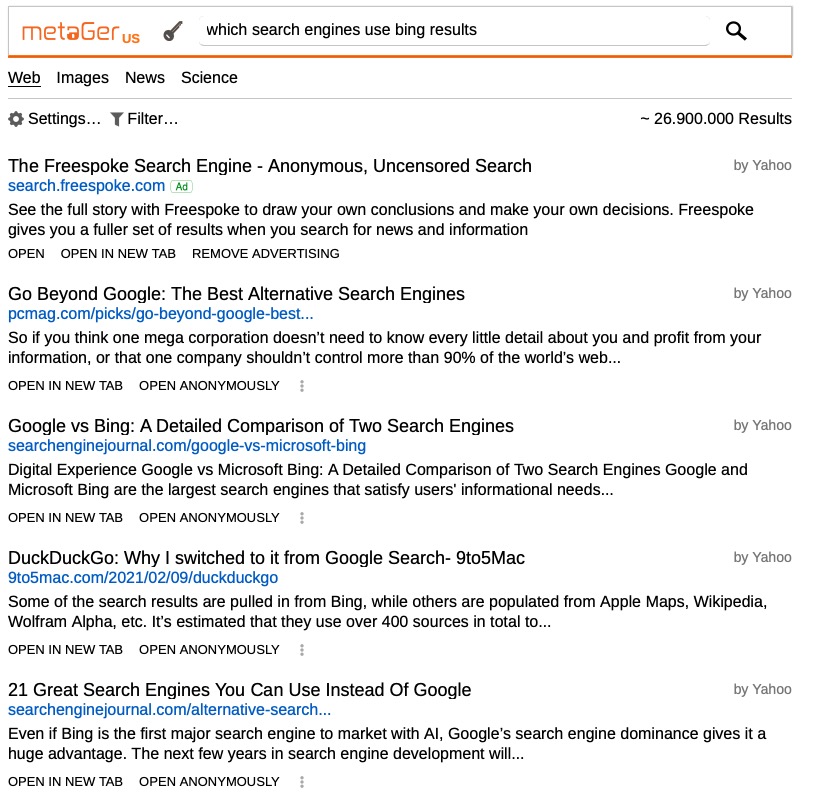 metaGer US which search engines use bing results
Web Images News Science
Settings... Filter... ~ 26.900.000 Results
The Freespoke Search Engine - Anonymous, Uncensored Search by Yahoo
search.freespoke.com Ad
See the full story with Freespoke to draw your own conclusions and make your own decisions. Freespoke
gives you a fuller set of results when you search for news and information
OPEN OPEN IN NEW TAB REMOVE ADVERTISING
Go Beyond Google: The Best Alternative Search Engines by Yahoo
pcmag.com/picks/go-beyond-google-best...
So if you think one mega corporation doesn't need to know every little detail about you and profit from your
information, or that one company shouldn't control more than 90% of the world's web...
OPEN IN NEW TAB OPEN ANONYMOUSLY
Google vs Bing: A Detailed Comparison of Two Search Engines by Yahoo
searchenginejournal.com/google-vs-microsoft-bing
Digital Experience Google vs Microsoft Bing: A Detailed Comparison of Two Search Engines Google and
Microsoft Bing are the largest search engines that satisfy users' informational needs...
OPEN IN NEW TAB OPEN ANONYMOUSLY
DuckDuckGo: Why I switched to it from Google Search- 9to5Mac by Yahoo
9to5mac.com/2021/02/09/duckduckgo
Some of the search results are pulled in from Bing, while others are populated from Apple Maps, Wikipedia,
Wolfram Alpha, etc. It's estimated that they use over 400 sources in total to...
OPEN IN NEW TAB OPEN ANONYMOUSLY
21 Great Search Engines You Can Use Instead Of Google by Yahoo
searchenginejournal.com/alternative-search...
Even if Bing is the first major search engine to market with AI, Google's search engine dominance gives it a
huge advantage. The next few years in search engine development will...
OPEN IN NEW TAB OPEN ANONYMOUSLY